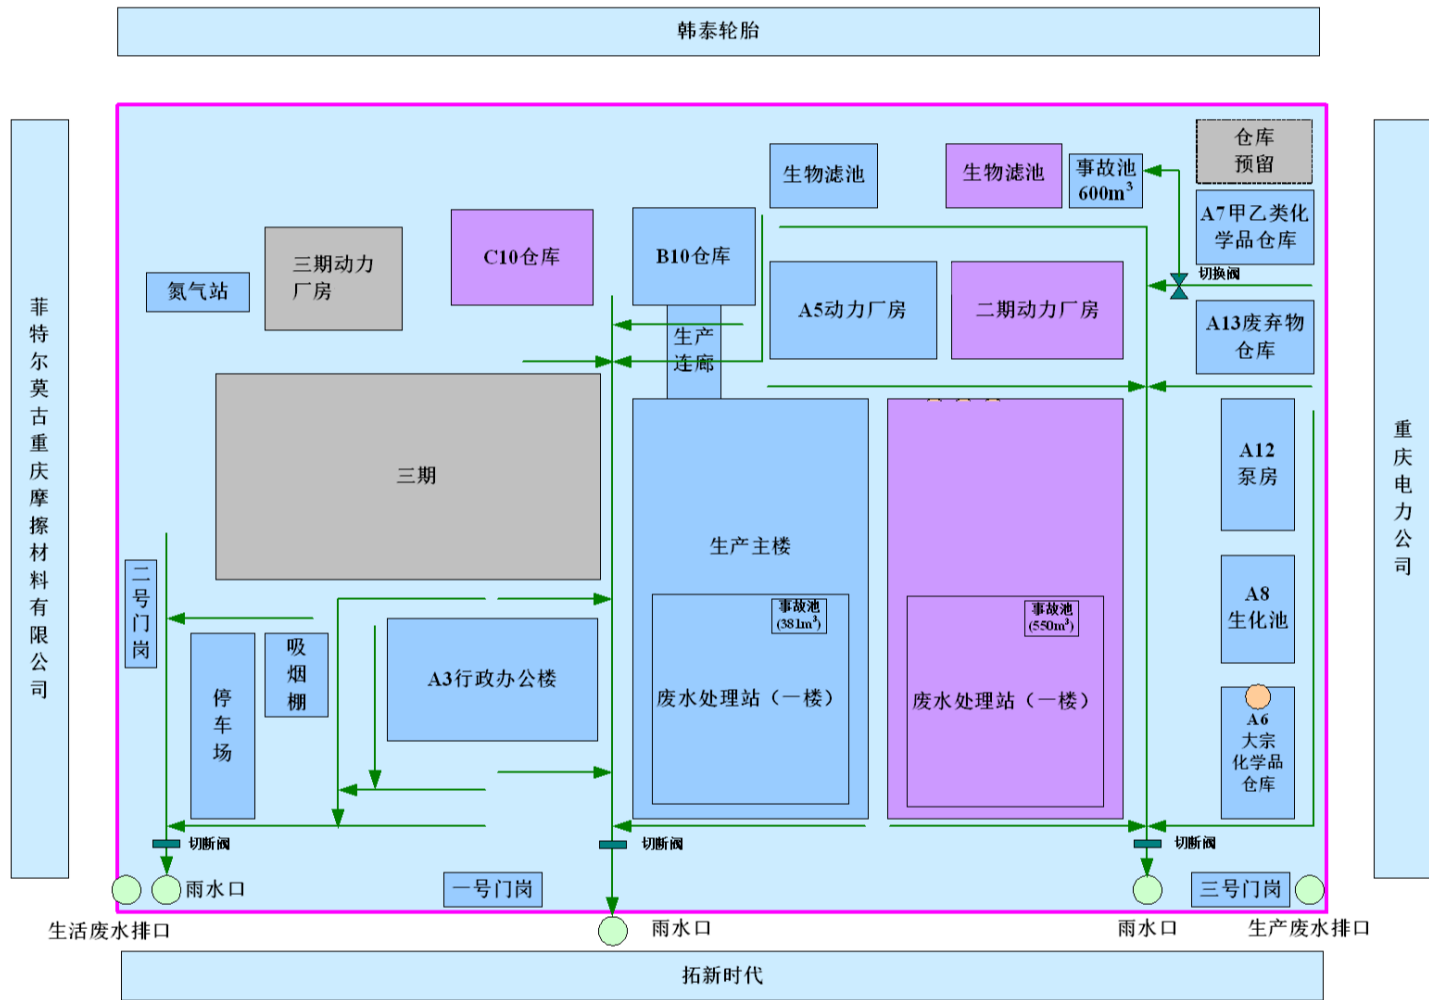 韩泰轮胎
仓库
预留
生物滤池
生物滤池
事故池
600m³
A7甲乙类化
学品仓库
三期动力
厂房
C10仓库
B10仓库
氮气站
切换阀
A5动力厂房
二期动力厂房
A13废弃物
仓库
生产
连廊
菲特尔莫古重庆摩擦材料有限公司
重庆电力公司
三期
A12
泵房
生产主楼
二号门岗
A8
生化池
事故池
(381m³)
事故池
(550m³)
吸烟棚
停车场
A3行政办公楼
废水处理站（一楼）
废水处理站（一楼）
A6
大宗
化学品
仓库
切断阀
切断阀
切断阀
雨水口
一号门岗
三号门岗
生活废水排口
雨水口
雨水口
生产废水排口
拓新时代